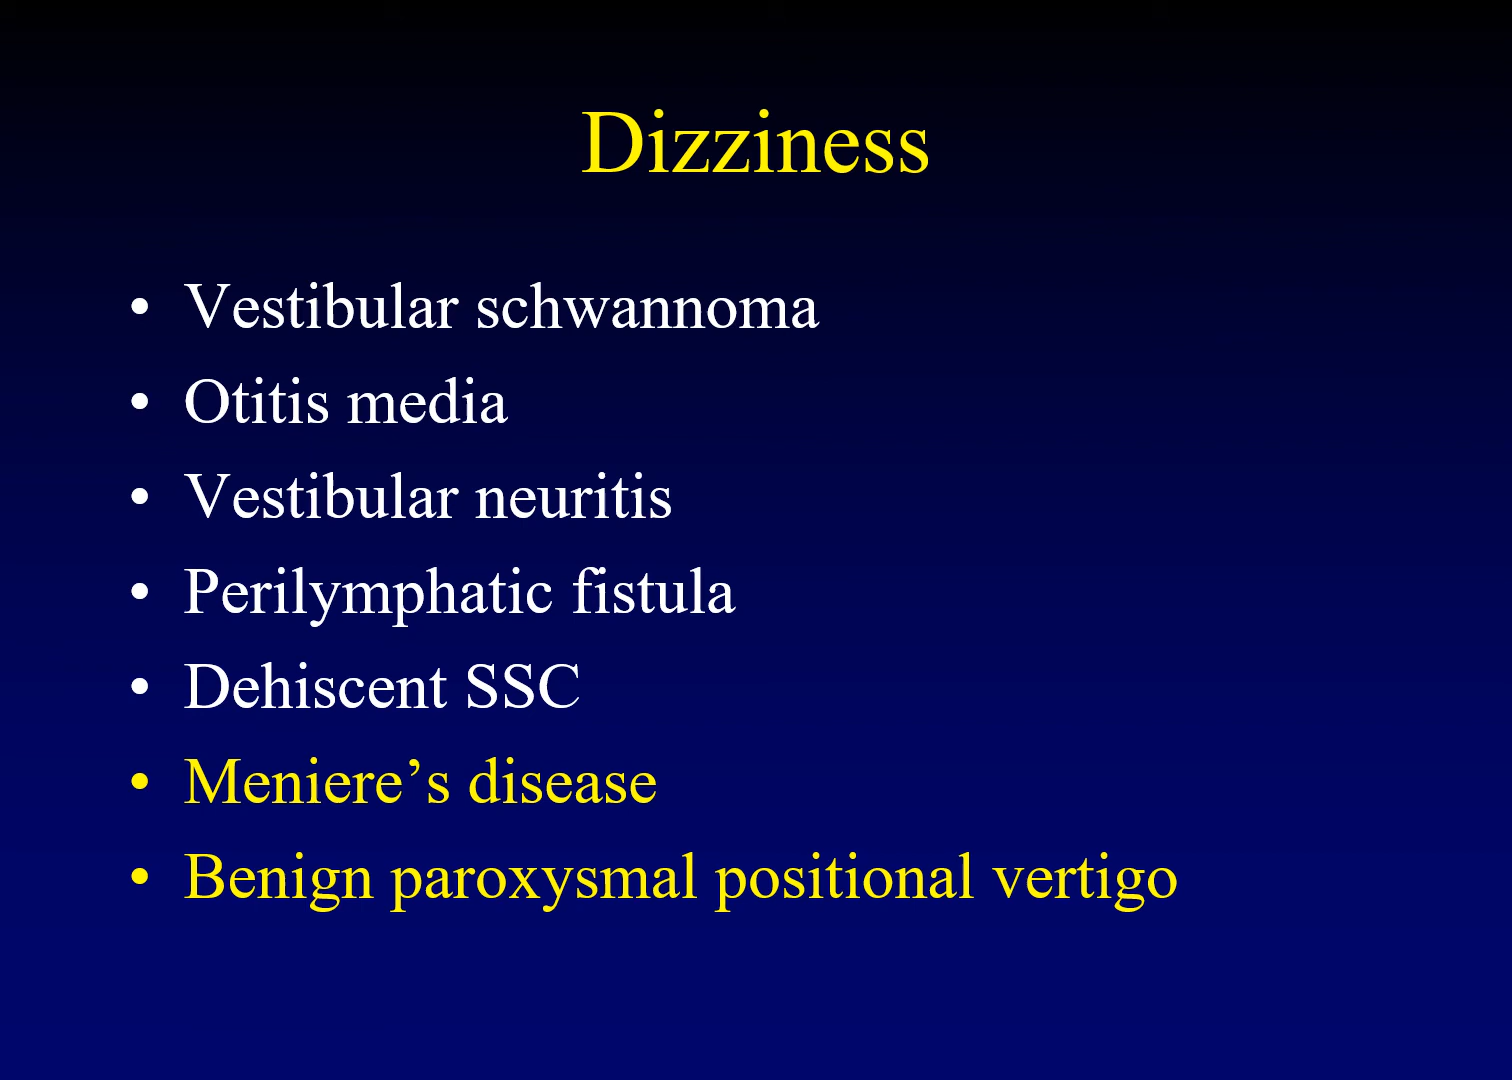 Dizziness
• Vestibular schwannoma
• Otitis media
• Vestibular neuritis
• Perilymphatic fistula
• Dehiscent SSC
• Meniere’s disease
• Benign paroxysmal positional vertigo